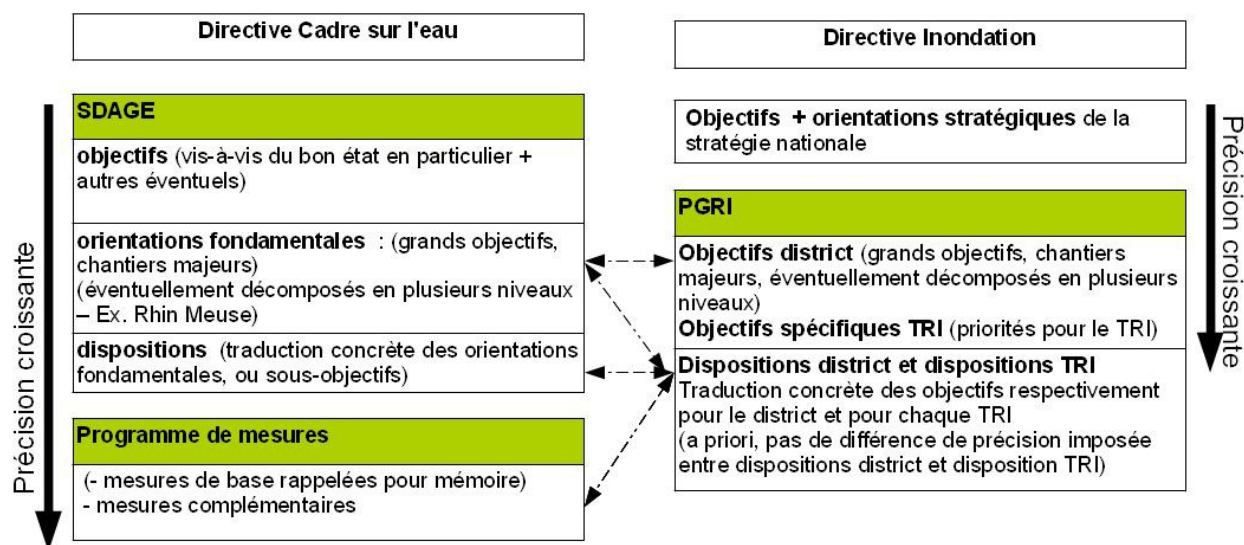 Directive Cadre sur l'eau
Précision croissante
SDAGE
objectifs (vis-à-vis du bon état en particulier +
autres éventuels)
orientations fondamentales : (grands objectifs,
chantiers majeurs)
(éventuellement décomposés en plusieurs niveaux
– Ex. Rhin Meuse)
dispositions (traduction concrète des orientations
fondamentales, ou sous-objectifs)
Programme de mesures
(- mesures de base rappelées pour mémoire)
- mesures complémentaires
Directive Inondation
Objectifs + orientations stratégiques de la
stratégie nationale
PGRI
Objectifs district (grands objectifs, chantiers
majeurs, éventuellement décomposés en plusieurs
niveaux)
Objectifs spécifiques TRI (priorités pour le TRI)
Dispositions district et dispositions TRI
Traduction concrète des objectifs respectivement
pour le district et pour chaque TRI
(a priori, pas de différence de précision imposée
entre dispositions district et disposition TRI)
Précision croissante